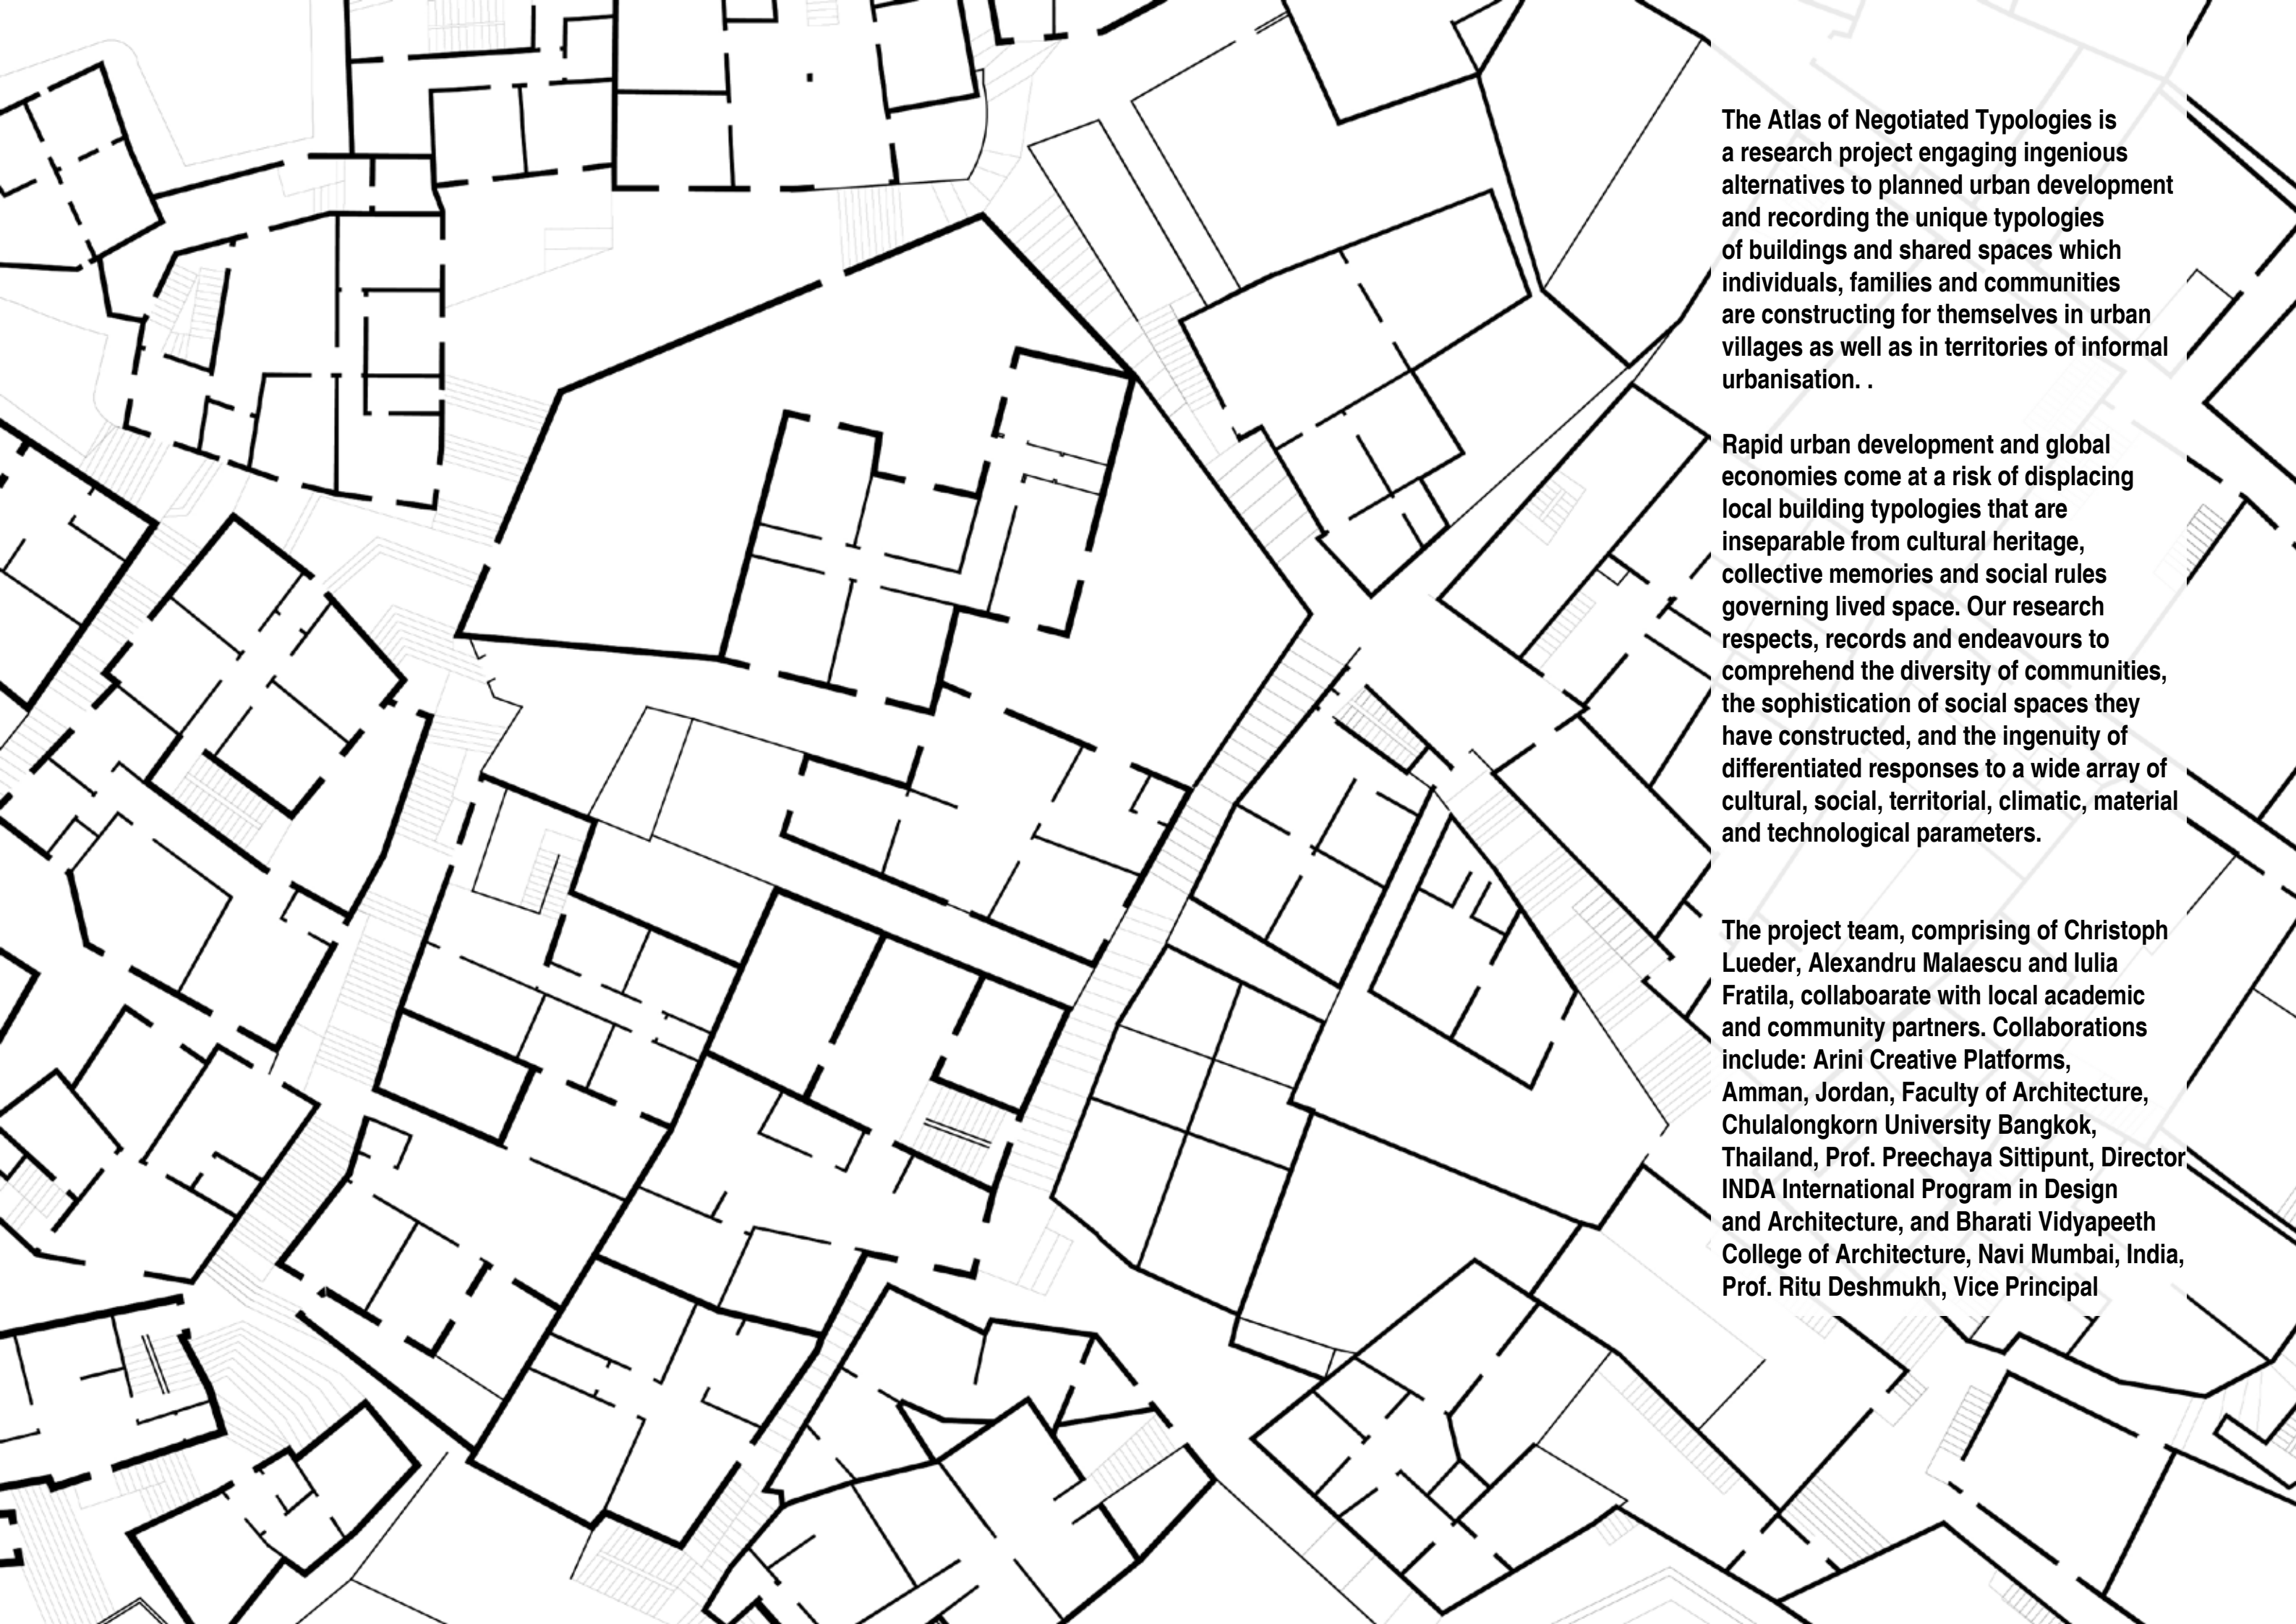 The Atlas of Negotiated Typologies is
a research project engaging ingenious
alternatives to planned urban development
and recording the unique typologies
of buildings and shared spaces which
individuals, families and communities
are constructing for themselves in urban
villages as well as in territories of informal
urbanisation. .
Rapid urban development and global
economies come at a risk of displacing
local building typologies that are
inseparable from cultural heritage,
collective memories and social rules
governing lived space. Our research
respects, records and endeavours to
comprehend the diversity of communities,
the sophistication of social spaces they
have constructed, and the ingenuity of
differentiated responses to a wide array of
cultural, social, territorial, climatic, material
and technological parameters.
The project team, comprising of Christoph
Lueder, Alexandru Malaescu and Iulia
Fratila, collaboarate with local academic
and community partners. Collaborations
include: Arini Creative Platforms,
Amman, Jordan, Faculty of Architecture,
Chulalongkorn University Bangkok,
Thailand, Prof. Preechaya Sittipunt, Director
INDA International Program in Design
and Architecture, and Bharati Vidyapeeth
College of Architecture, Navi Mumbai, India,
Prof. Ritu Deshmukh, Vice Principal